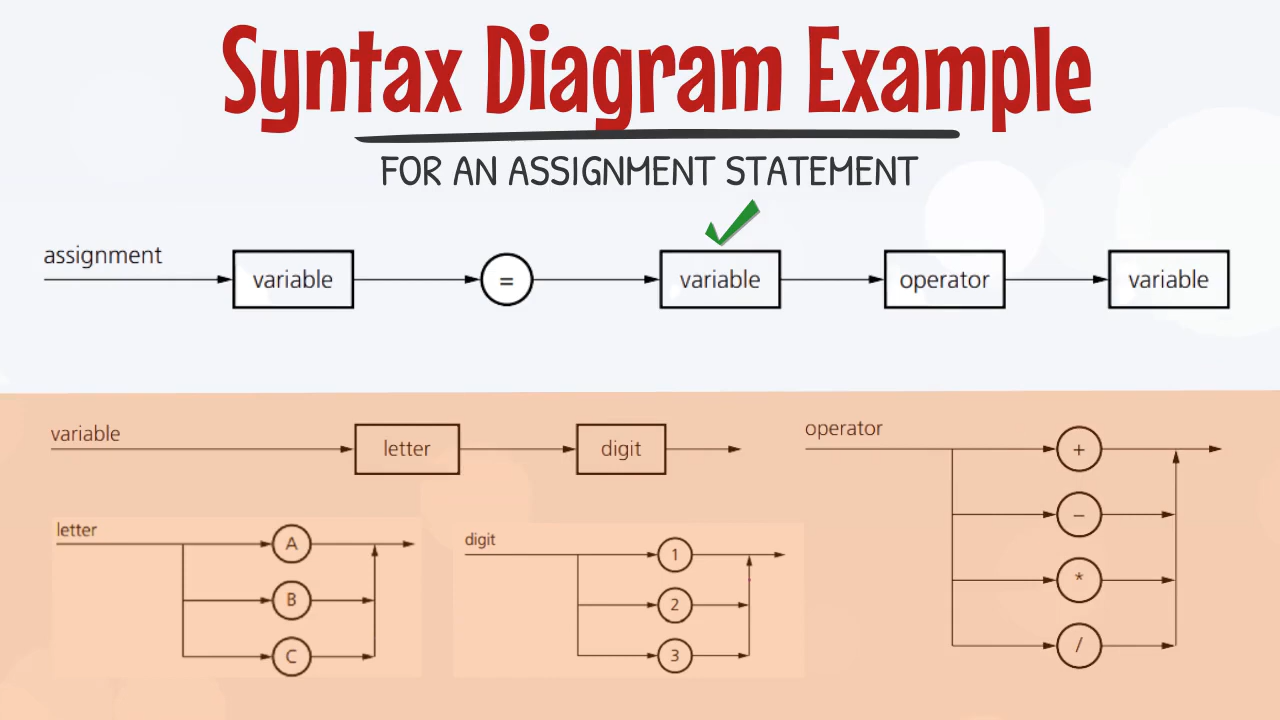 Syntax Diagram Example
FOR AN ASSIGNMENT STATEMENT
assignment
variable
=
variable
operator
variable
variable
letter
digit
operator
+
−
*
/
letter
A
B
C
digit
1
2
3